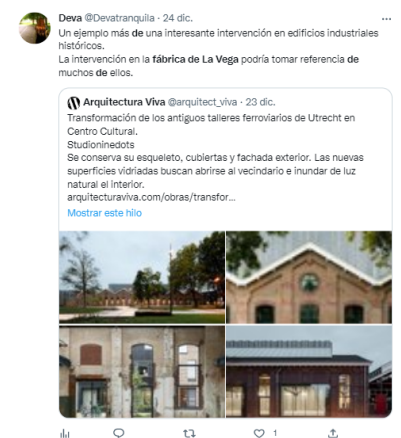 Deva @Devatranquila · 24 dic.
Un ejemplo más de una interesante intervención en edificios industriales
históricos.
La intervención en la fábrica de La Vega podría tomar referencia de
muchos de ellos.
Arquitectura Viva @arquitect_viva · 23 dic.
Transformación de los antiguos talleres ferroviarios de Utrecht en
Centro Cultural.
Studioninedots
Se conserva su esqueleto, cubiertas y fachada exterior. Las nuevas
superfices vidriadas buscan abrirse al vecindario e inundar de luz
natural el interior.
arquitecturaviva.com/obras/transfor...
Mostrar este hilo
1